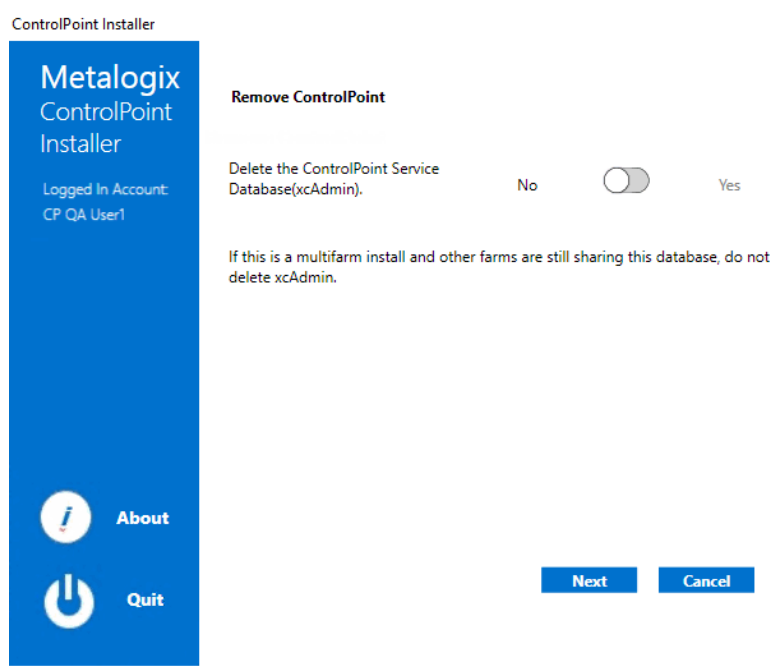 ControlPoint Installer
Metalogix
ControlPoint
Installer
Logged In Account:
CP QA User1
Remove ControlPoint
Delete the ControlPoint Service
Database(xcAdmin).
No
Yes
If this is a multifarm install and other farms are still sharing this database, do not
delete xcAdmin.
About
Quit
Next
Cancel